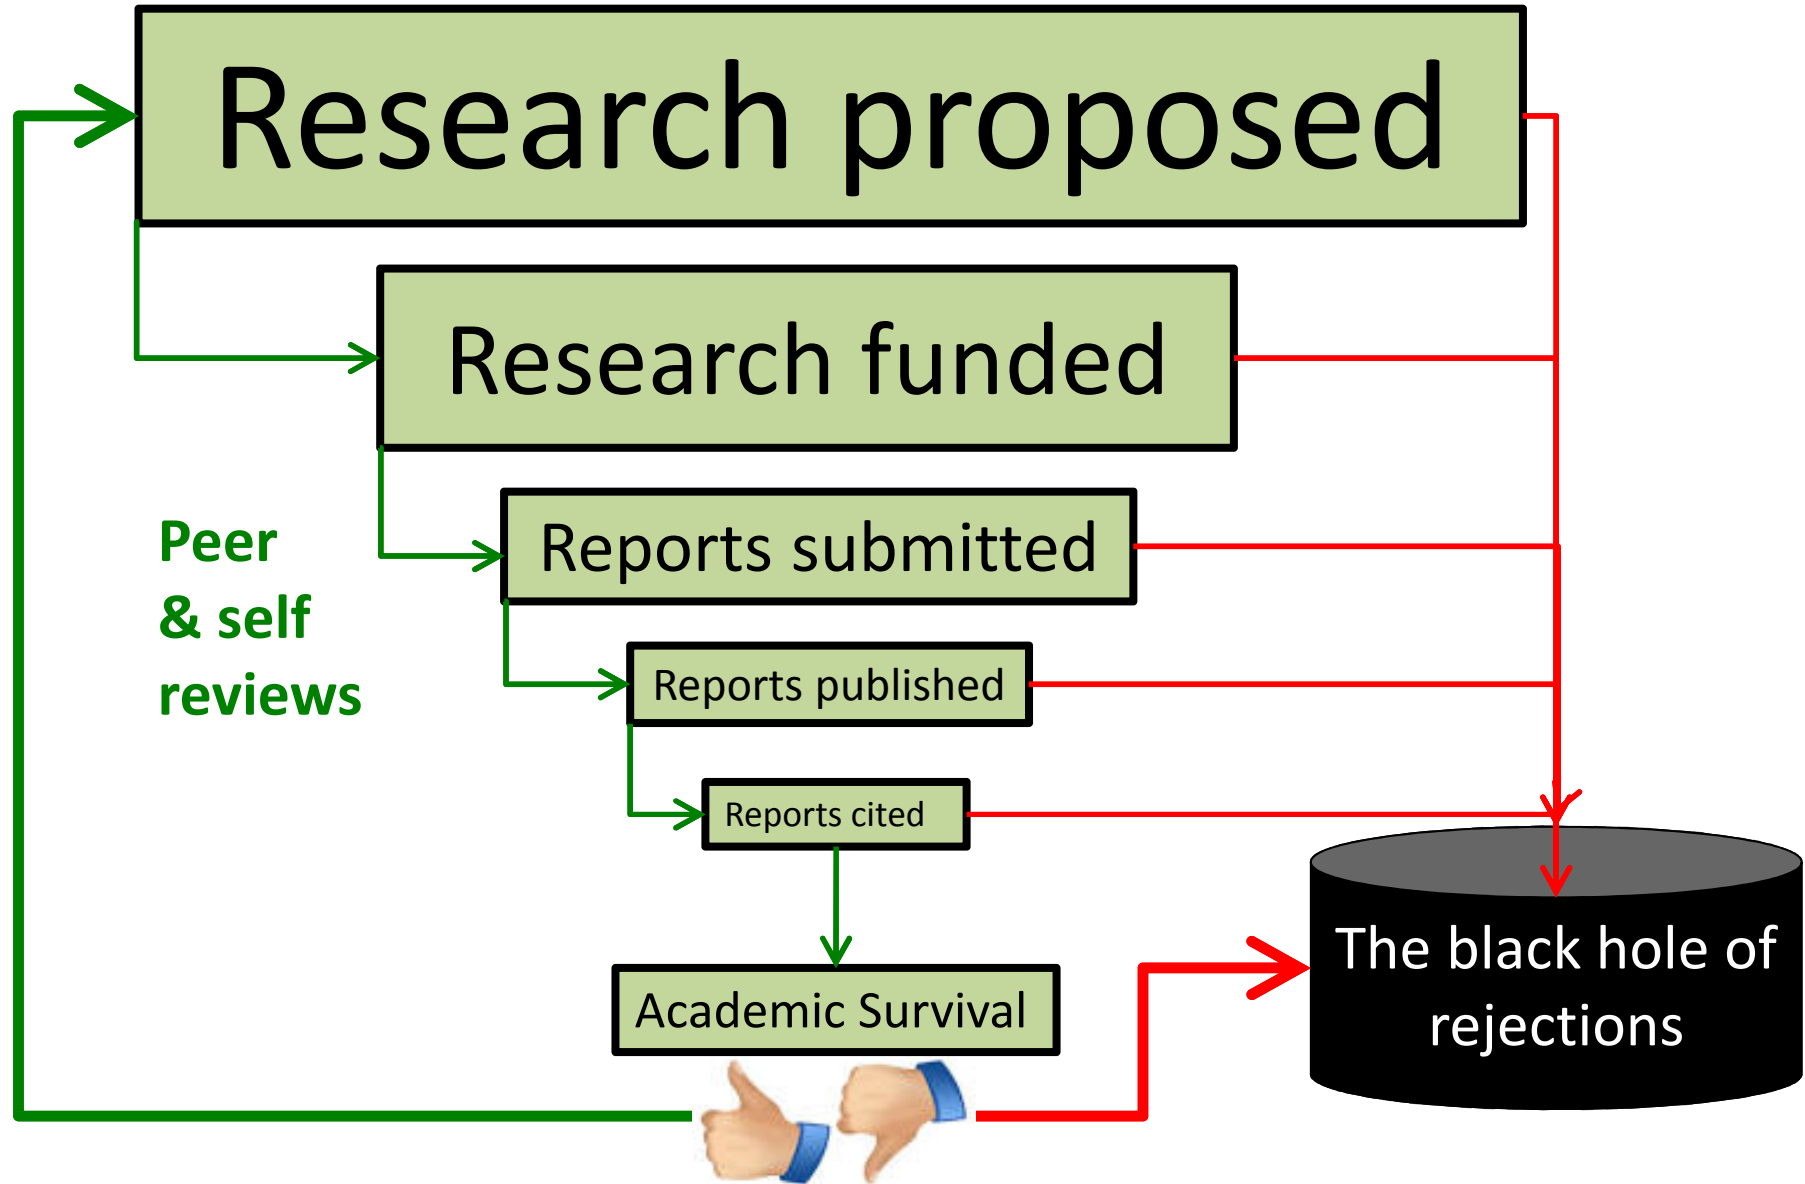 Research proposed
Research funded
Reports submitted
Peer
& self
reviews
Reports published
Reports cited
The black hole of
rejections
Academic Survival